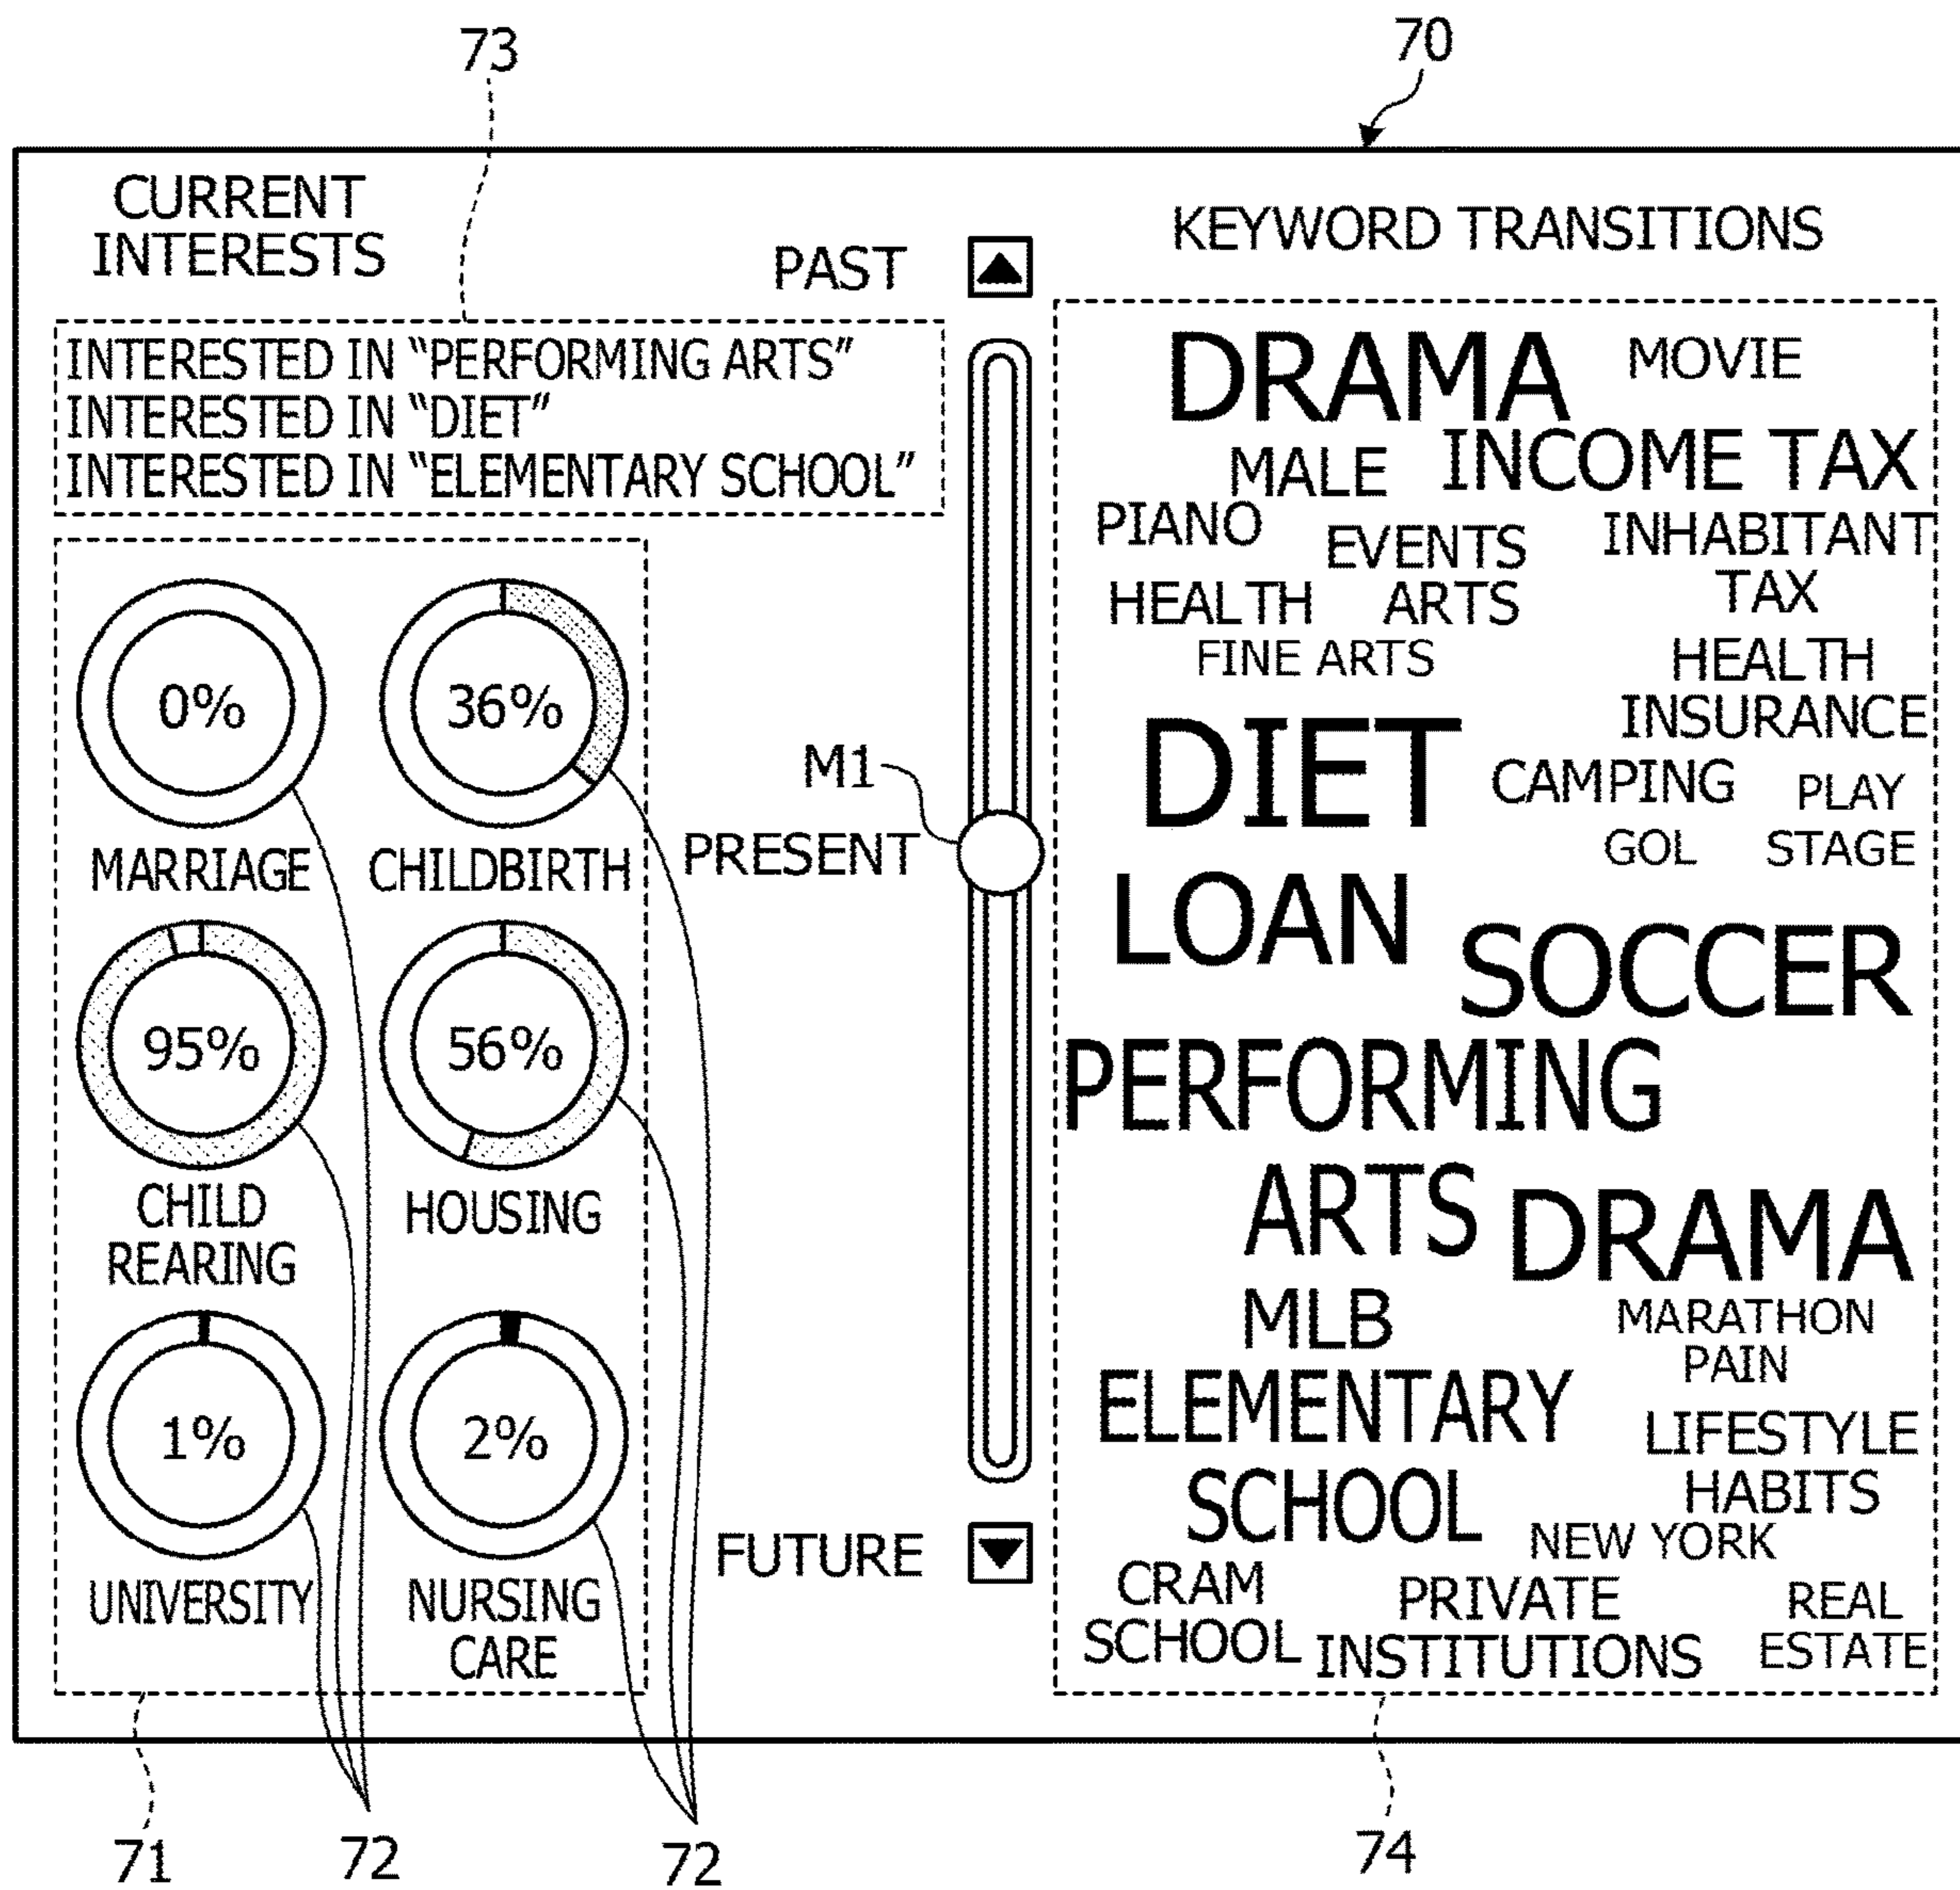 73
70
CURRENT
INTERESTS
PAST
KEYWORD TRANSITIONS
INTERESTED IN “PERFORMING ARTS”
INTERESTED IN “DIET”
INTERESTED IN “ELEMENTARY SCHOOL”
0%
36%
MARRIAGE
CHILDBIRTH
95%
56%
CHILD
REARING
HOUSING
1%
2%
UNIVERSITY
NURSING
CARE
M1
PRESENT
FUTURE
DRAMA
MOVIE
MALE
INCOME TAX
PIANO
EVENTS
INHABITANT
TAX
HEALTH
ARTS
FINE ARTS
HEALTH
INSURANCE
DIET
CAMPING
PLAY
GOL
STAGE
LOAN
SOCCER
PERFORMING
ARTS
DRAMA
MLB
MARATHON
PAIN
ELEMENTARY
SCHOOL
LIFESTYLE
HABITS
NEW YORK
CRAM
SCHOOL
PRIVATE
INSTITUTIONS
REAL
ESTATE
71
72
72
74